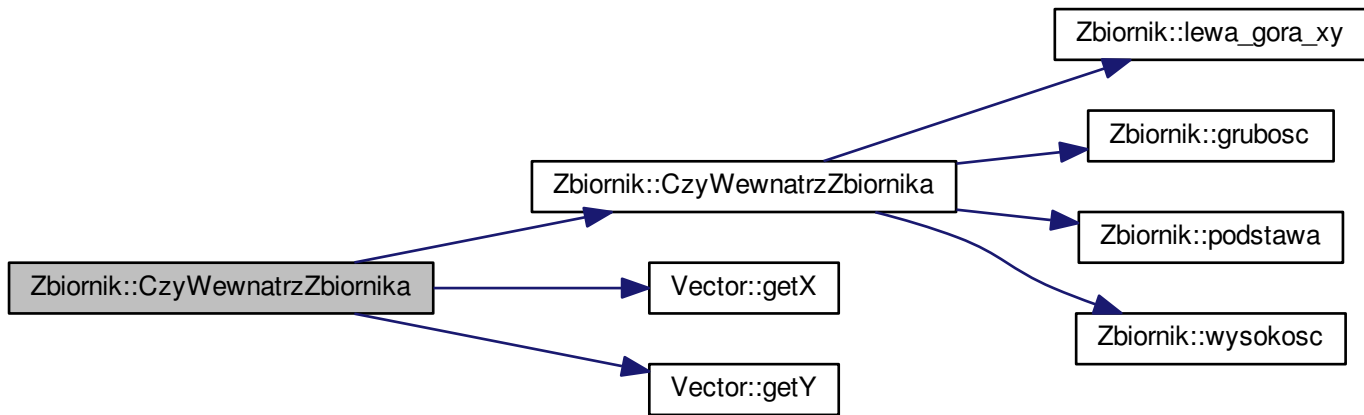 Zbiornik::lewa_gora_xy
Zbiornik::grubosc
Zbiornik::CzyWewnatrzZbiornika
Zbiornik::podstawa
Zbiornik::CzyWewnatrzZbiornika
Vector::getX
Zbiornik::wysokosc
Vector::getY